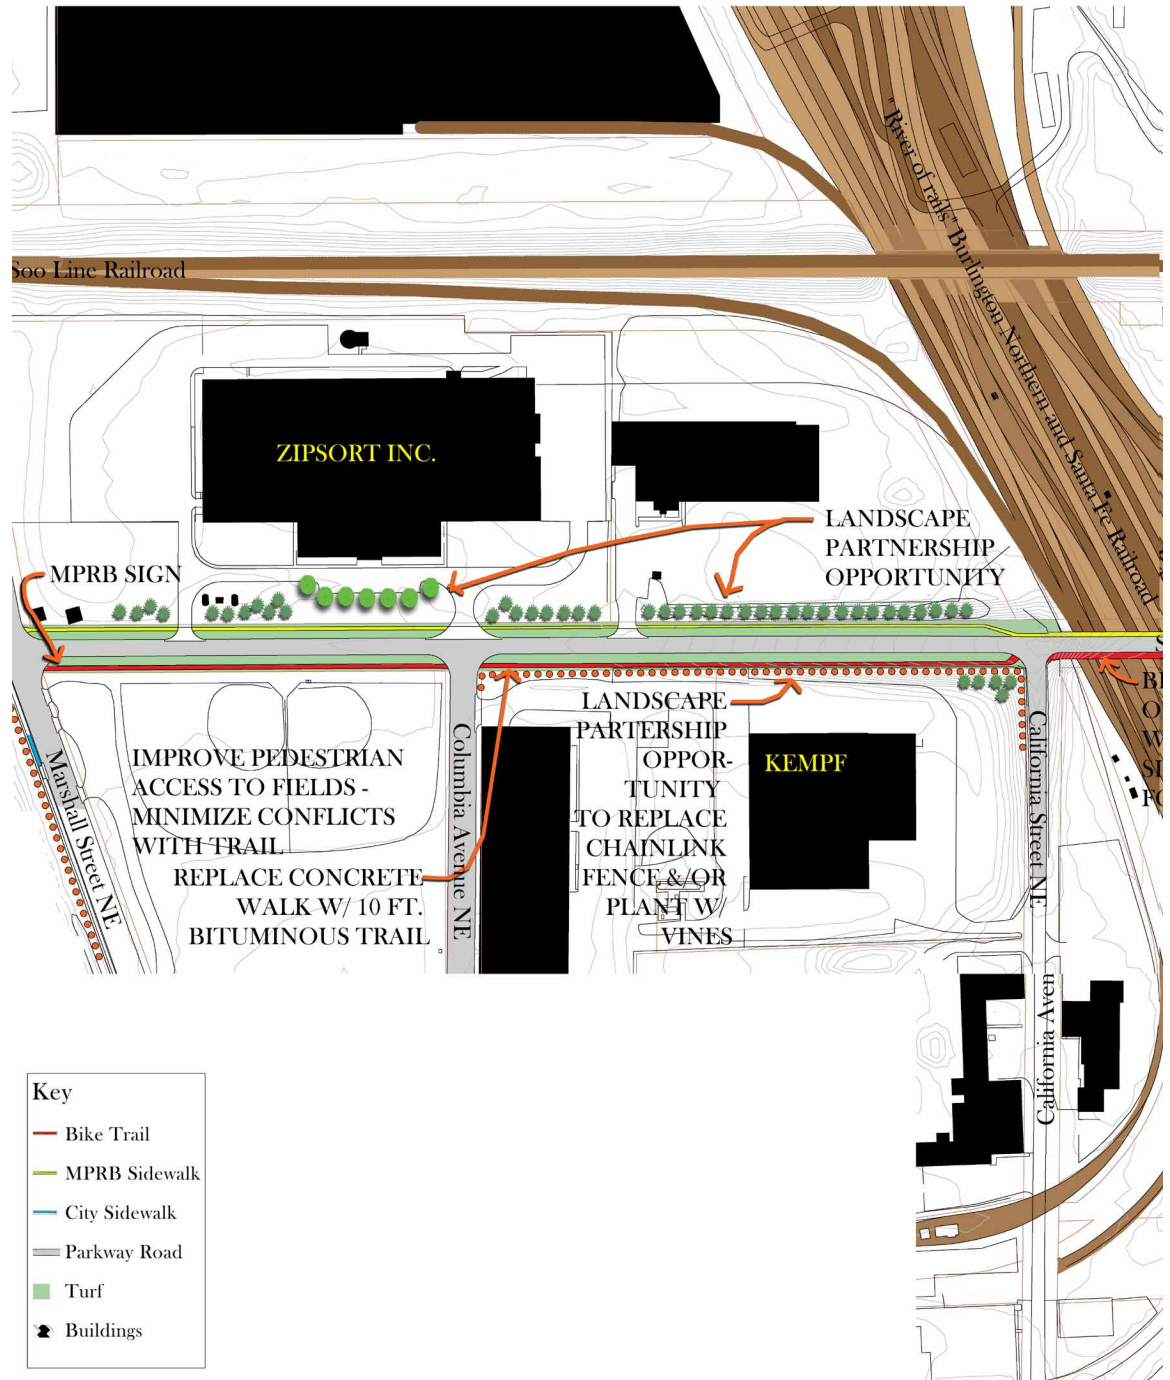 "River of rails" Burlington Northern and Santa Fe Railroad
Soo Line Railroad
ZIPSORT INC.
LANDSCAPE
PARTNERSHIP
OPPORTUNITY
MPRB SIGN
LANDSCAPE
PARTERSHIP
OPPOR-
TUNITY
TO REPLACE
CHAINLINK
FENCE &/OR
PLANT W/
VINES
KEMPF
IMPROVE PEDESTRIAN
ACCESS TO FIELDS -
MINIMIZE CONFLICTS
WITH TRAIL
REPLACE CONCRETE
WALK W/ 10 FT.
BITUMINOUS TRAIL
Marshall Street NE
Columbia Avenue NE
California Street NE
California Aven
Key
Bike Trail
MPRB Sidewalk
City Sidewalk
Parkway Road
Turf
Buildings